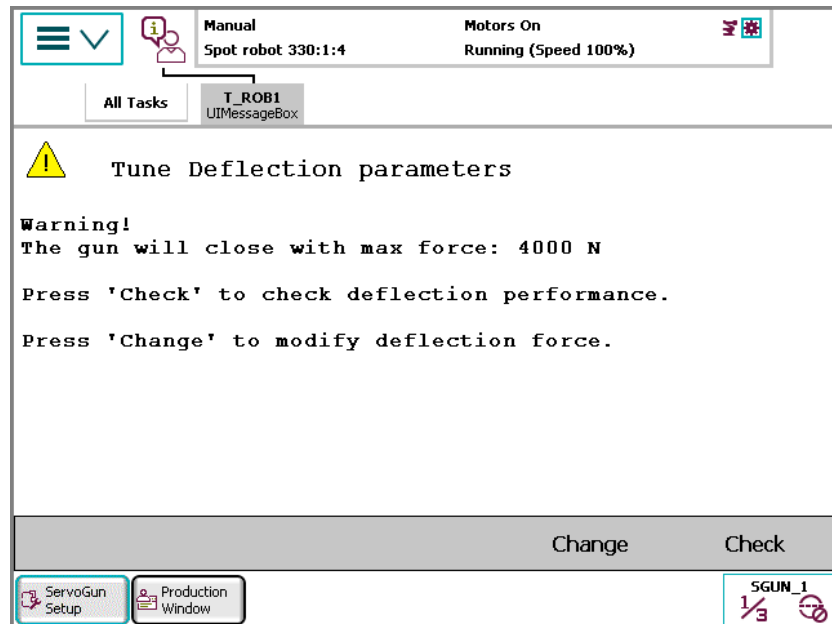 Manual
Motors On
Spot robot 330:1:4
Running (Speed 100%)
All Tasks
T_ROB1
UIMessageBox
Tune Deflection parameters
Warning!
The gun will close with max force: 4000 N
Press 'Check' to check deflection performance.
Press 'Change' to modify deflection force.
Change
Check
ServoGun
Setup
Production
Window
SGUN_1
1/3